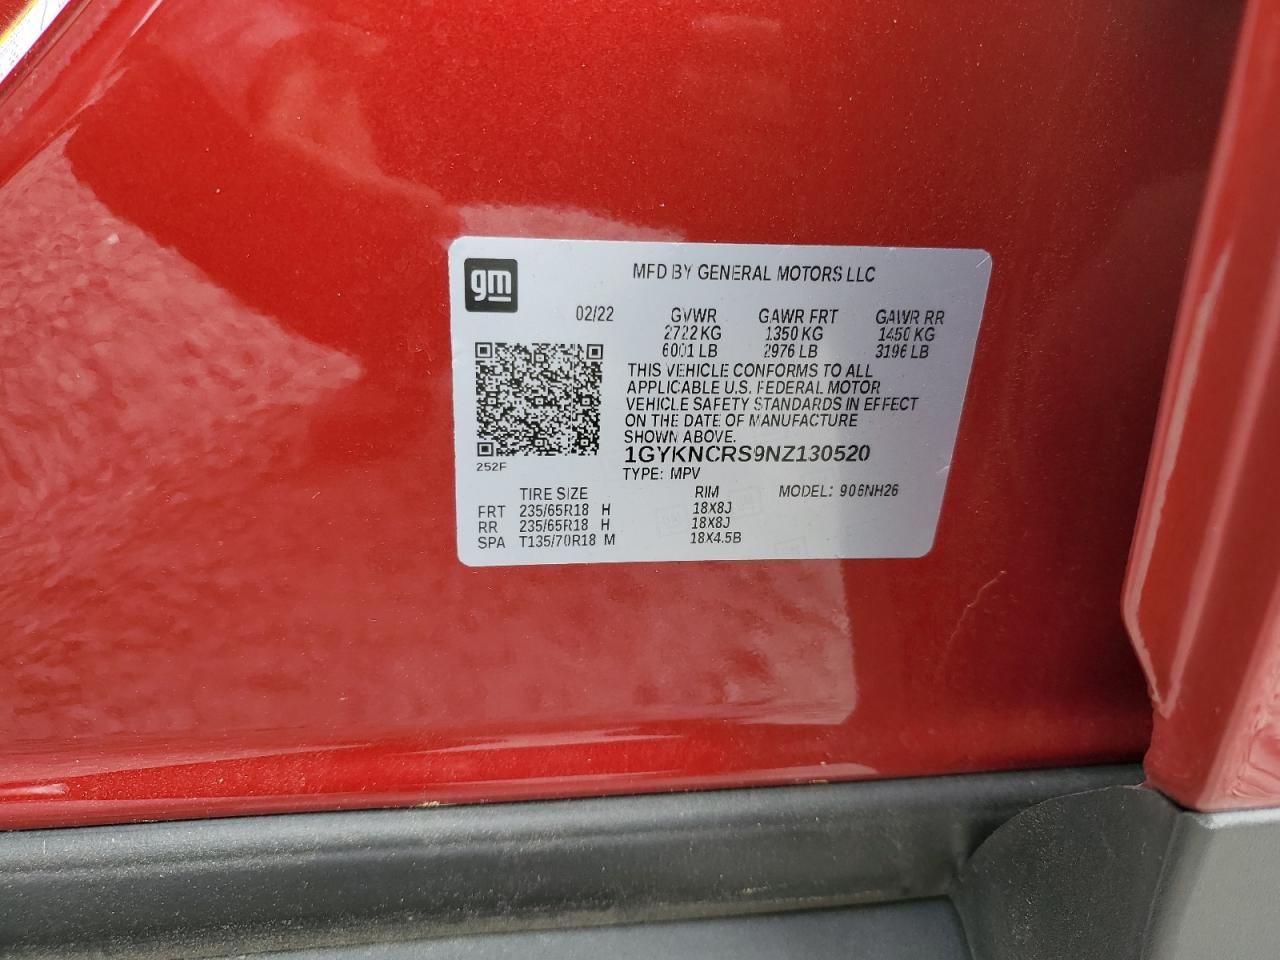 gm
MFD BY GENERAL MOTORS LLC
02/22 GVWR GAWR FRT GAWR RR
2722 KG 1350 KG 1450 KG
6001 LB 2976 LB 3196 LB
THIS VEHICLE CONFORMS TO ALL
APPLICABLE U.S. FEDERAL MOTOR
VEHICLE SAFETY STANDARDS IN EFFECT
ON THE DATE OF MANUFACTURE
SHOWN ABOVE.
1GYKNCRS9NZ130520
252F
TYPE: MPV
TIRE SIZE RIM MODEL: 906NH26
FRT 235/65R18 H 18X8J
RR 235/65R18 H 18X8J
SPA T135/70R18 M 18X4.5B